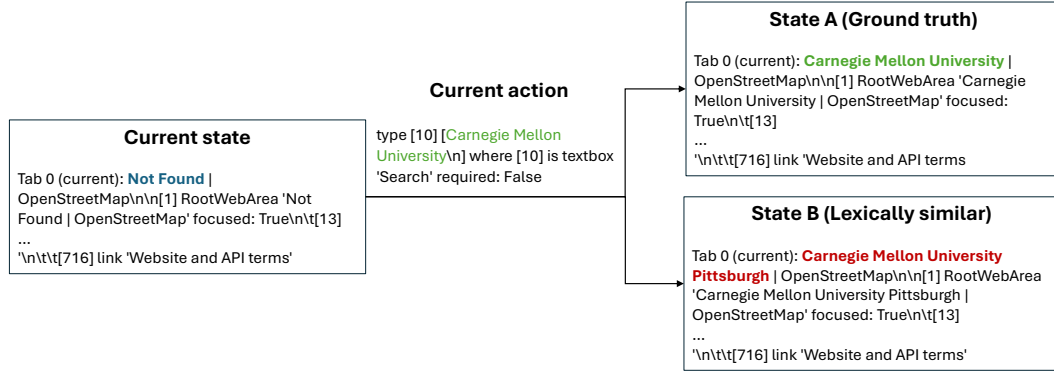 Current state
Tab 0 (current): Not Found |
OpenStreetMap\n\n[1] RootWebArea 'Not
Found | OpenStreetMap' focused: True\n\t[13]
...
'\n\t\t[716] link 'Website and API terms'
Current action
type [10] [Carnegie Mellon
University\n] where [10] is textbox
'Search' required: False
State A (Ground truth)
Tab 0 (current): Carnegie Mellon University |
OpenStreetMap\n\n[1] RootWebArea 'Carnegie
Mellon University | OpenStreetMap' focused:
True\n\t[13]
...
'\n\t\t[716] link 'Website and API terms
State B (Lexically similar)
Tab 0 (current): Carnegie Mellon University
Pittsburgh | OpenStreetMap\n\n[1] RootWebArea
'Carnegie Mellon University Pittsburgh |
OpenStreetMap' focused: True\n\t[13]
...
'\n\t\t[716] link 'Website and API terms'